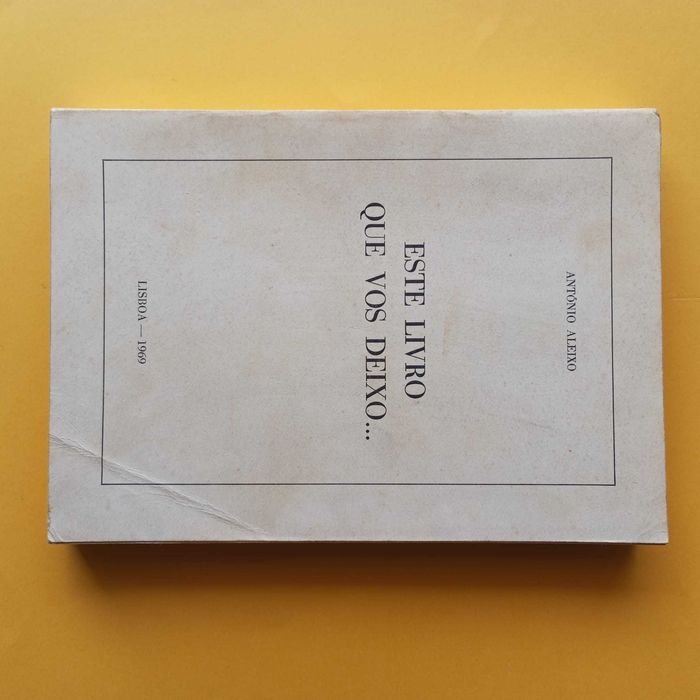 ANTÓNIO ALEIXO
ESTE LIVRO
QUE VOS DEIXO...
LISBOA — 1969